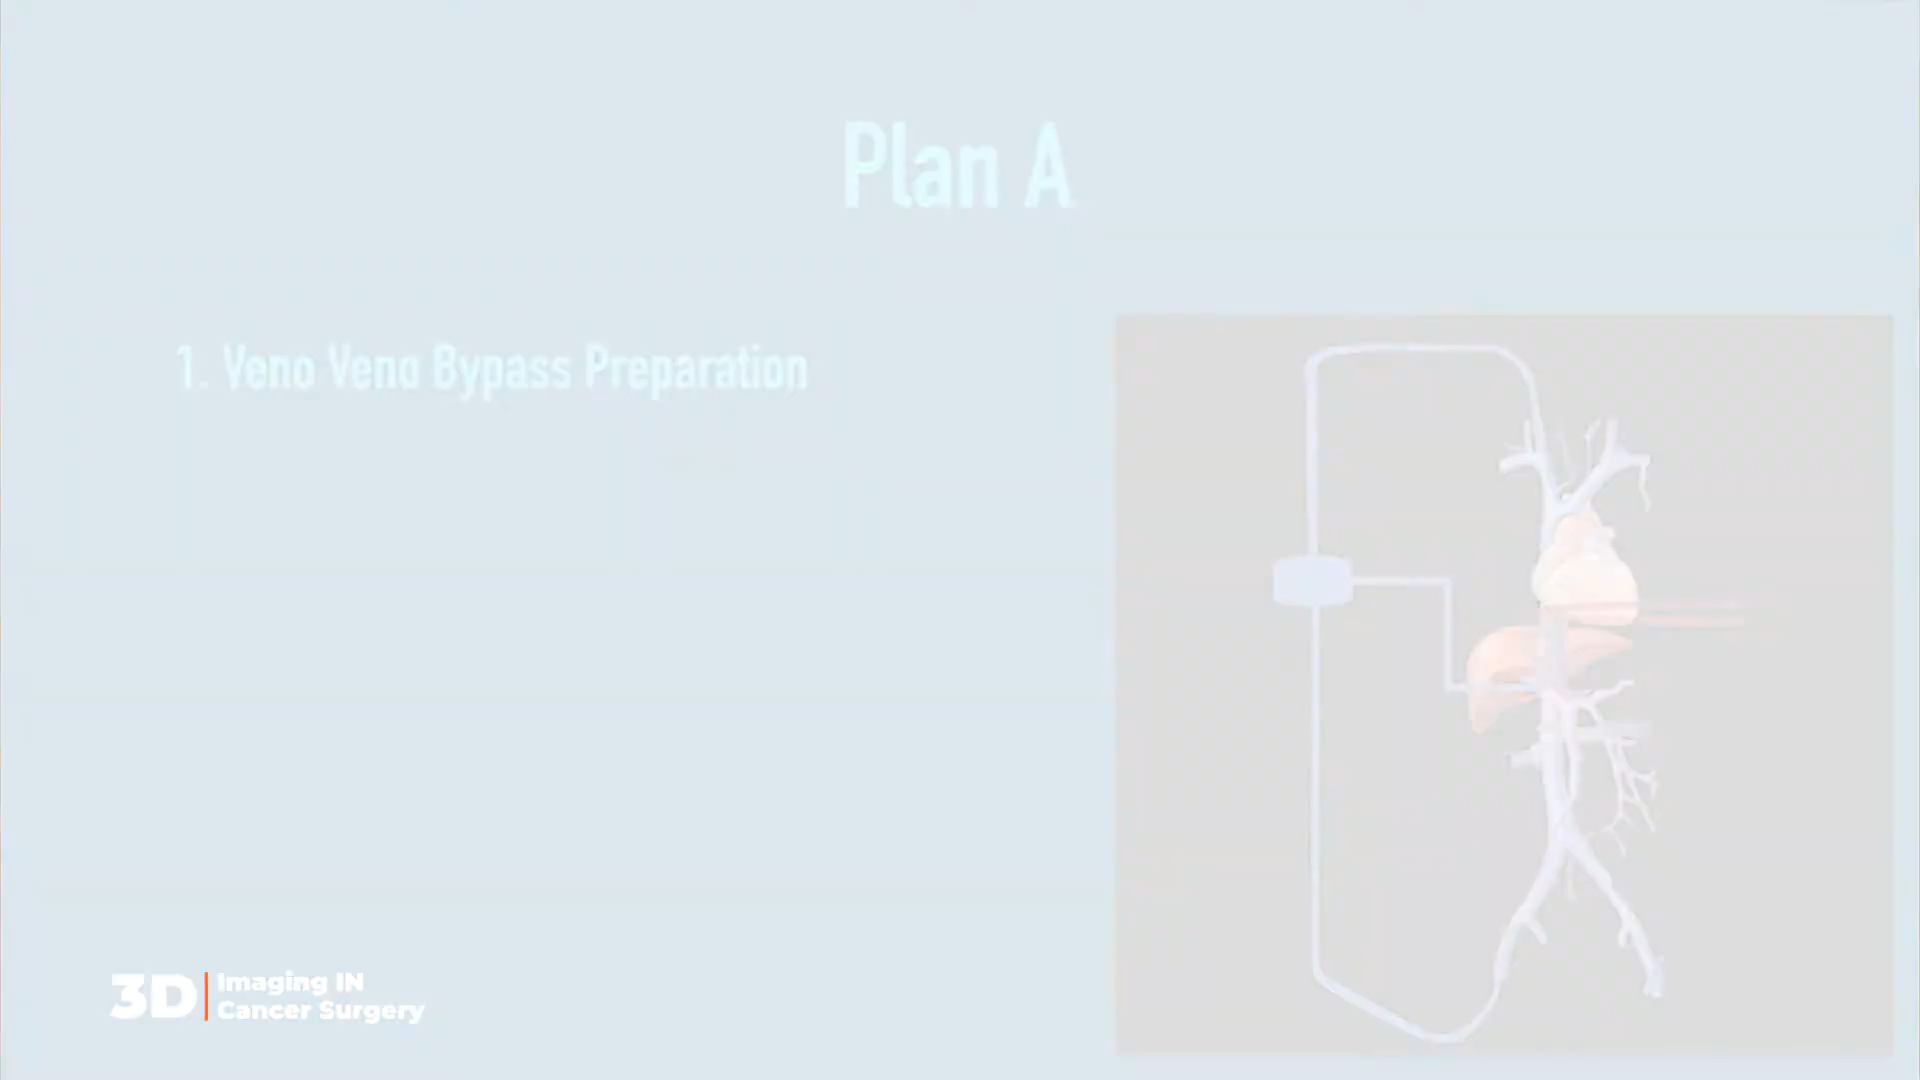 Plan A
1. Veno Veno Bypass Preparation
3D
Imaging IN
Cancer Surgery